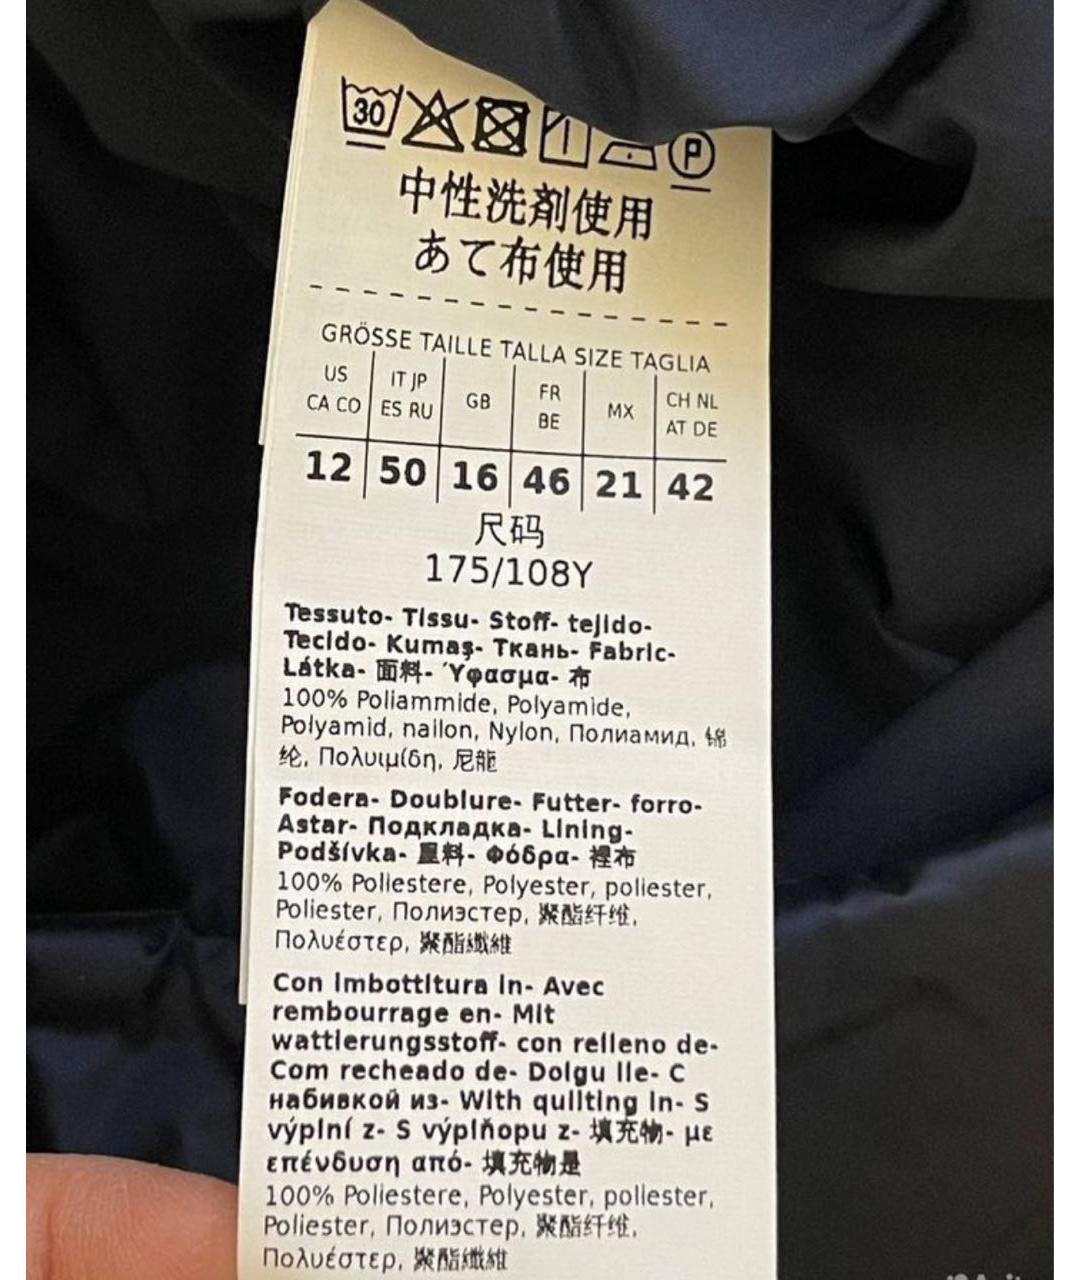 30
P
中性洗剤使用
あて布使用
GRÖSSE TAILLE TALLA SIZE TAGLIA
US CA CO
IT JP ES RU
GB
FR BE
MX
CH NL AT DE
12 50 16 46 21 42
尺码
175/108Y
Tessuto- Tissu- Stoff- tejido-
Tecido- Kumaş- Ткань- Fabric-
Látka- 面料- Ύφασμα- 布
100% Poliammide, Polyamide,
Polyamid, nailon, Nylon, Полиамид, 锦
纶, Πολυιμίδη, 尼龍
Fodera- Doublure- Futter- forro-
Astar- Подкладка- Lining-
Podšívka- 里料- Φόδρα- 裡布
100% Poliestere, Polyester, poliester,
Poliester, Полиэстер, 聚酯纤维,
Πολυέστερ, 聚酯纖維
Con imbottitura in- Avec
rembourrage en- Mit
wattierungsstoff- con relleno de-
Com recheado de- Dolgu ile- С
набивкой из- With quilting in- S
výplní z- S výplňopu z- 填充物- με
επένδυση από- 填充物是
100% Poliestere, Polyester, poliester,
Poliester, Полиэстер, 聚酯纤维,
Πολυέστερ, 聚酯纖維